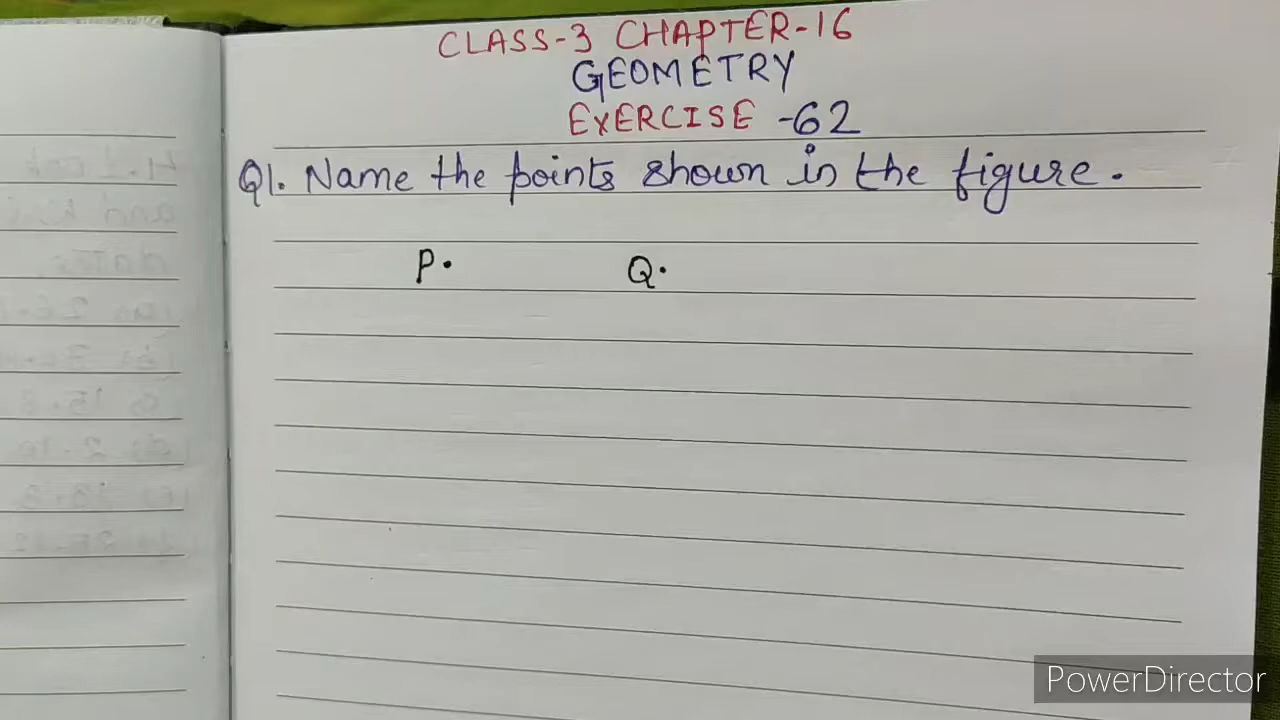 CLASS-3 CHAPTER-16
GEOMETRY
EXERCISE -62
Q1. Name the points shown in the figure.
P. Q.
PowerDirector